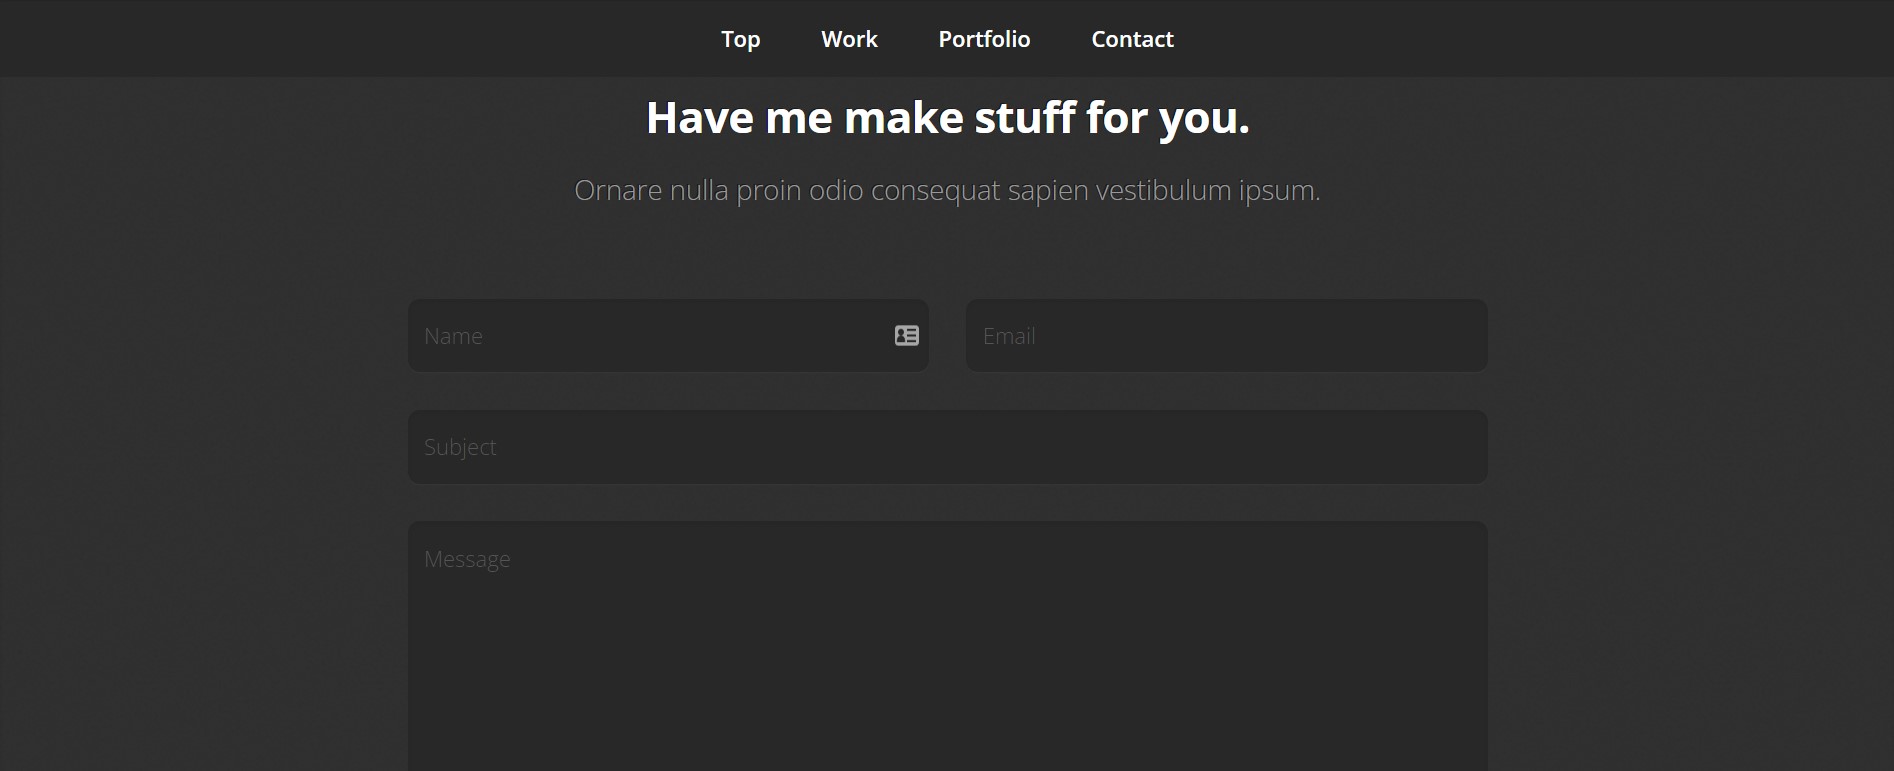 Top Work Portfolio Contact
Have me make stuff for you.
Ornare nulla proin odio consequat sapien vestibulum ipsum.
Name Email
Subject
Message